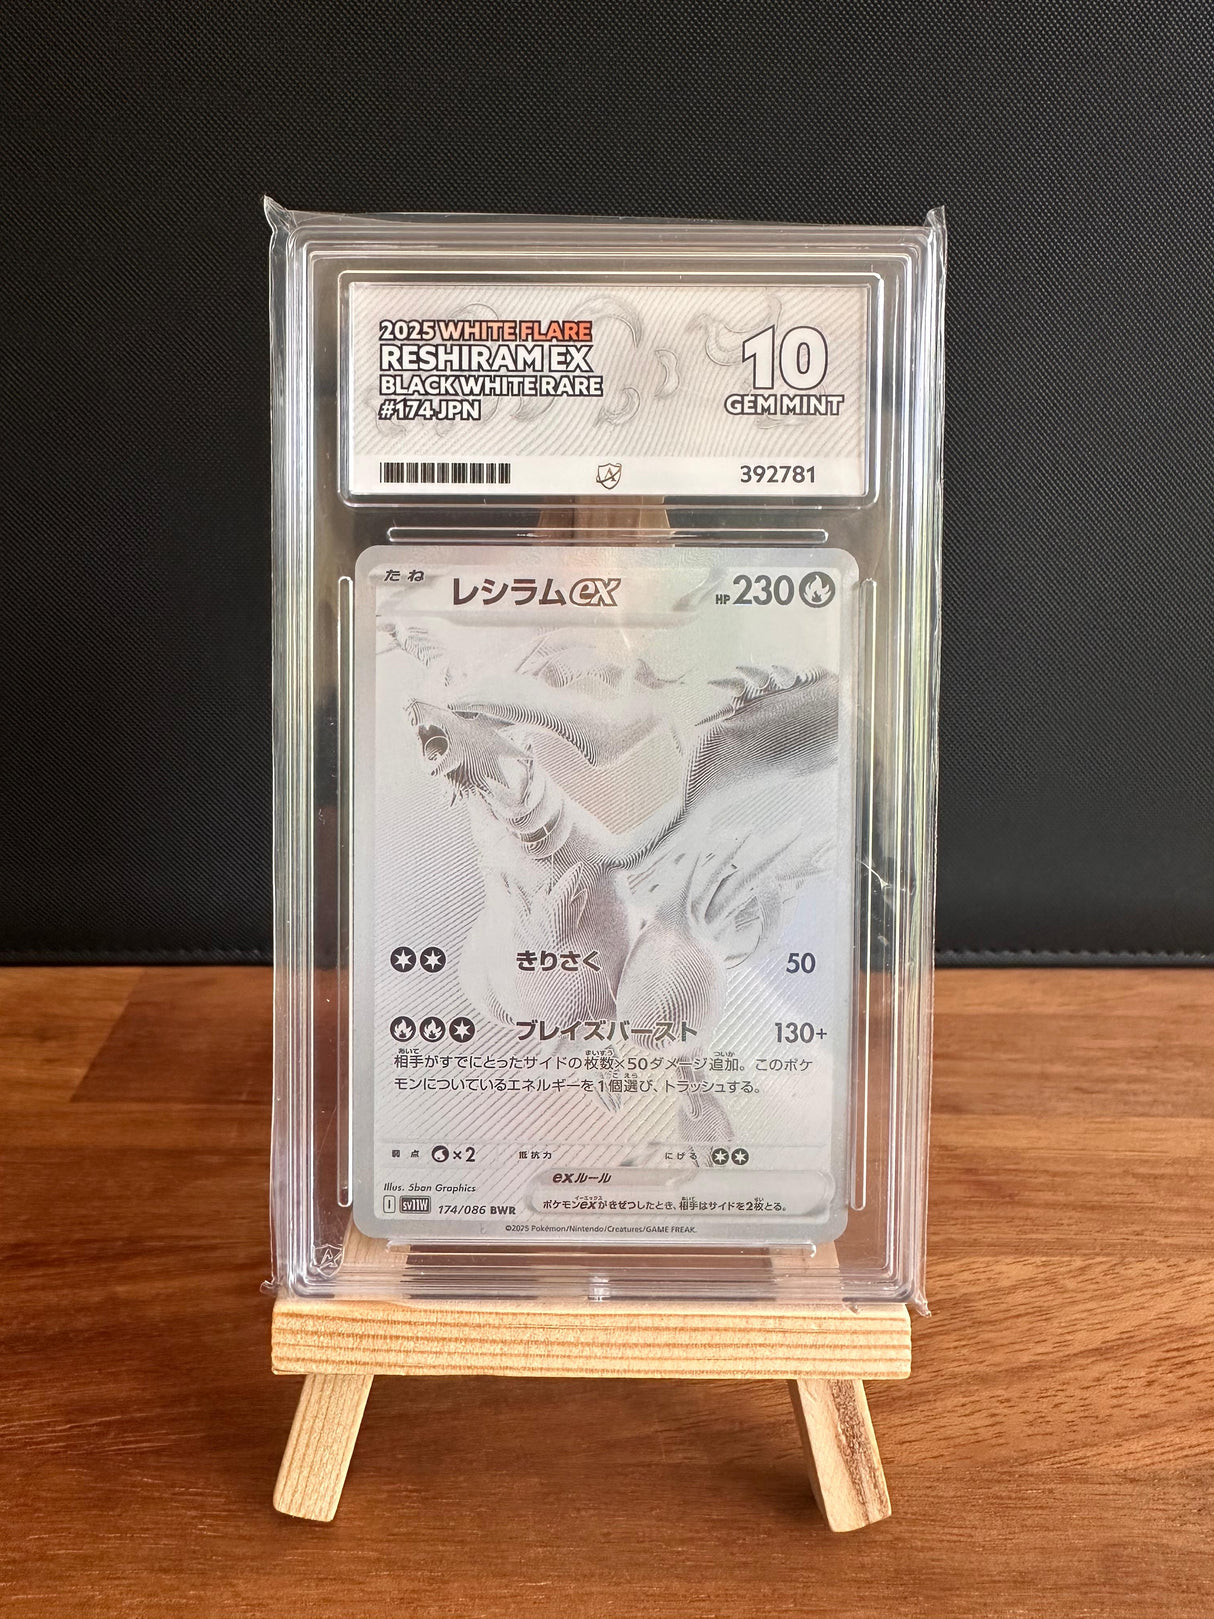 2025 WHITE FLARE
RESHIRAM EX
BLACK WHITE RARE
#174 JPN
10
GEM MINT
392781
たね
レシラムex
HP230
きりさく
50
ブレイズバースト
130+
相手がすでにとったサイドの枚数×50ダメージ追加。このポケ
モンについているエネルギーを1個選び、トラッシュする。
弱点 ×2
抵抗力
にげる
exルール
ポケモンexがきぜつしたとき、相手はサイドを2枚とる。
Illus. 5ban Graphics
I sv11W 174/086 BWR
©2025 Pokémon/Nintendo/Creatures/GAME FREAK.